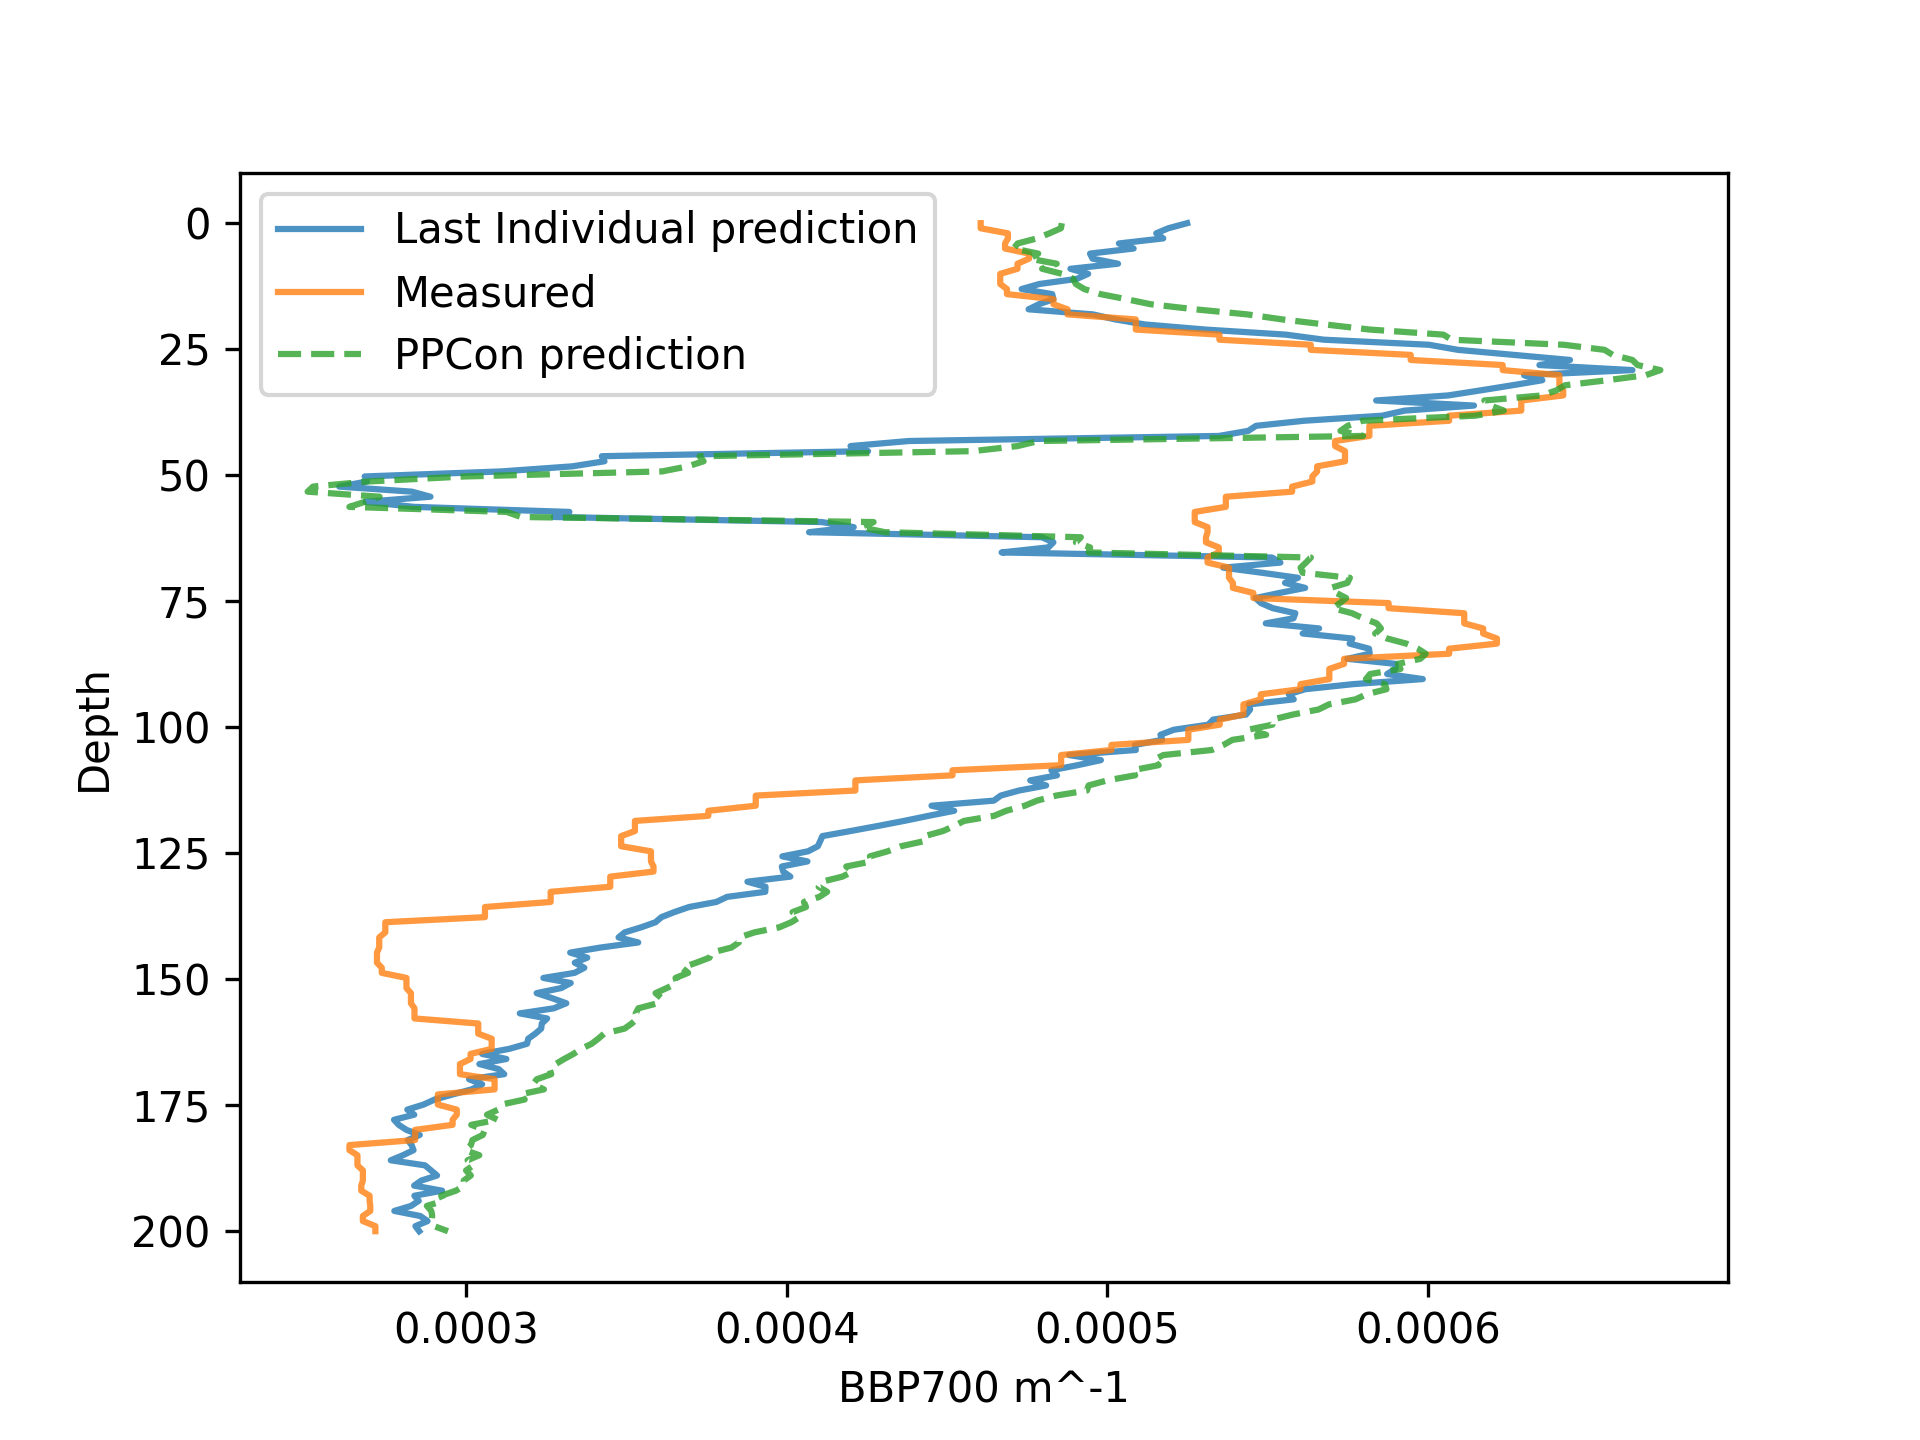 Last Individual prediction
Measured
PPCon prediction
0
25
50
75
100
125
150
175
200
Depth
0.0003 0.0004 0.0005 0.0006
BBP700 m^-1